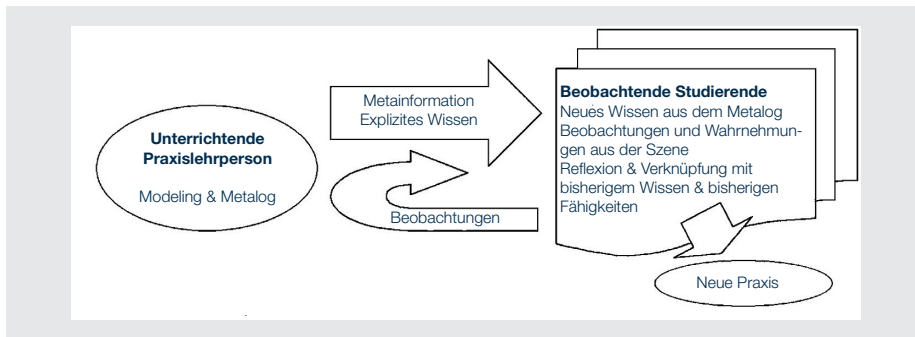 Unterrichtende
Praxislehrperson
Modeling & Metalog
Metainformation
Explizites Wissen
Beobachtungen
Beobachtende Studierende
Neues Wissen aus dem Metalog
Beobachtungen und Wahrnehmun-
gen aus der Szene
Reflexion & Verknüpfung mit
bisherigem Wissen & bisherigen
Fähigkeiten
Neue Praxis